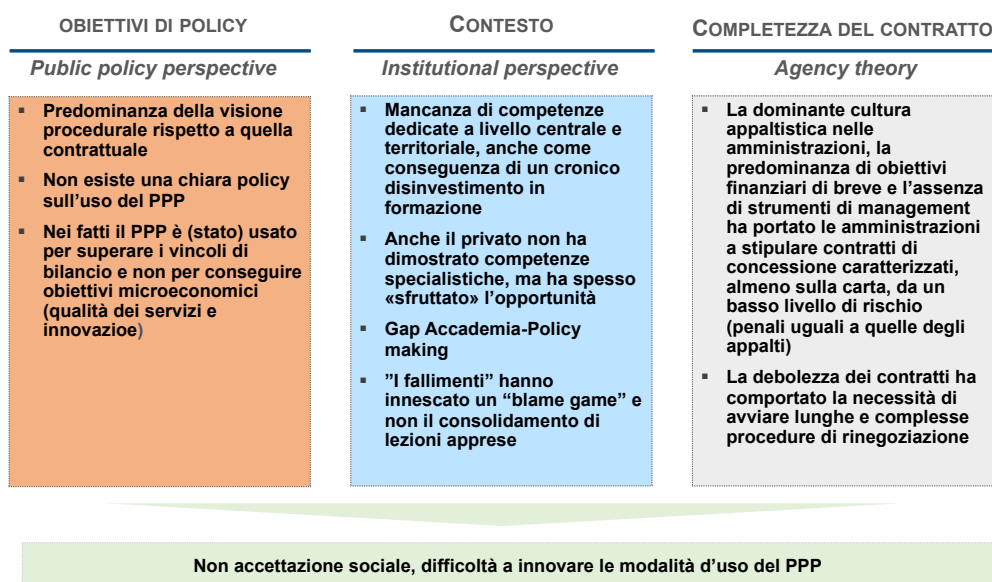 OBIETTIVI DI POLICY
Public policy perspective
▪ Predominanza della visione
procedurale rispetto a quella
contrattuale
▪ Non esiste una chiara policy
sull'uso del PPP
▪ Nei fatti il PPP è (stato) usato
per superare i vincoli di
bilancio e non per conseguire
obiettivi microeconomici
(qualità dei servizi e
innovazioe)
CONTESTO
Institutional perspective
▪ Mancanza di competenze
dedicate a livello centrale e
territoriale, anche come
conseguenza di un cronico
disinvestimento in
formazione
▪ Anche il privato non ha
dimostrato competenze
specialistiche, ma ha spesso
«sfruttato» l'opportunità
▪ Gap Accademia-Policy
making
▪ ”I fallimenti” hanno
innescato un “blame game” e
non il consolidamento di
lezioni apprese
COMPLETEZZA DEL CONTRATTO
Agency theory
▪ La dominante cultura
appaltistica nelle
amministrazioni, la
predominanza di obiettivi
finanziari di breve e l'assenza
di strumenti di management
ha portato le amministrazioni
a stipulare contratti di
concessione caratterizzati,
almeno sulla carta, da un
basso livello di rischio
(penali uguali a quelle degli
appalti)
▪ La debolezza dei contratti ha
comportato la necessità di
avviare lunghe e complesse
procedure di rinegoziazione
Non accettazione sociale, difficoltà a innovare le modalità d'uso del PPP